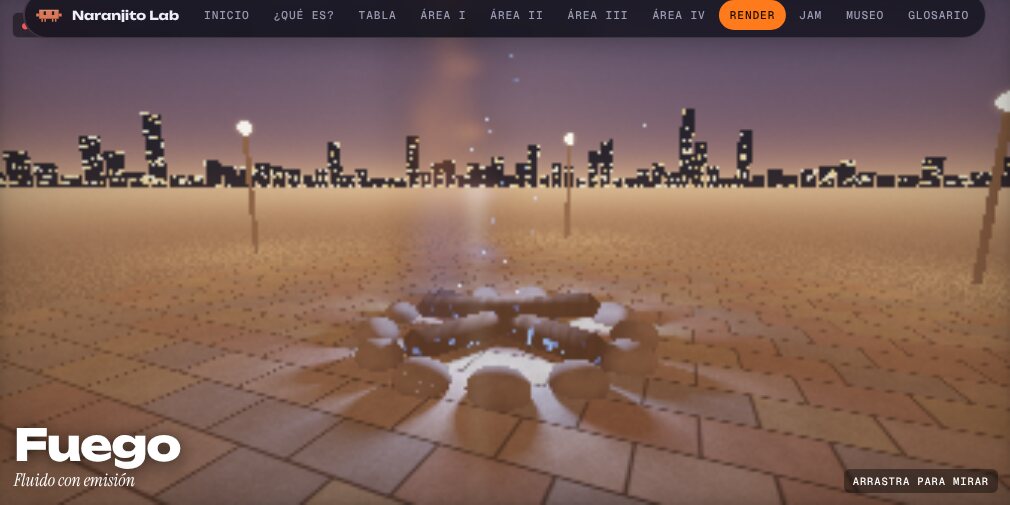 Naranjito Lab INICIO ¿QUÉ ES? TABLA ÁREA I ÁREA II ÁREA III ÁREA IV RENDER JAM MUSEO GLOSARIO
Fuego
Fluido con emisión
ARRASTRA PARA MIRAR